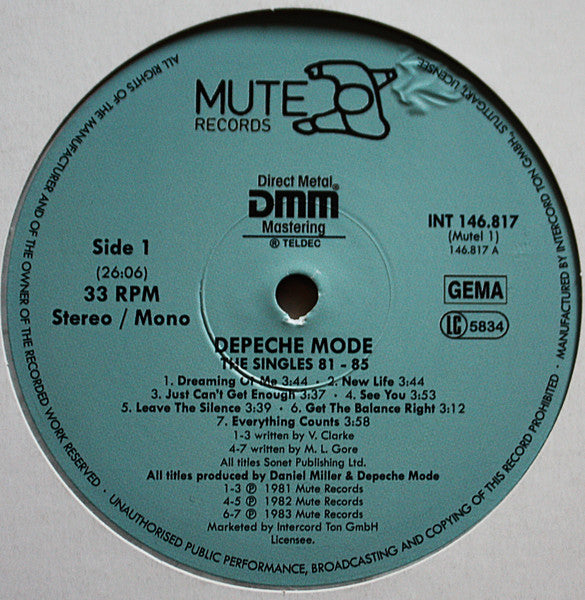 MUTE
RECORDS
Direct Metal
DMM®
Mastering
® TELDEC
Side 1
(26:06)
33 RPM
Stereo / Mono
INT 146.817
(Mutel 1)
146.817 A
GEMA
LC 5834
DEPECHE MODE
THE SINGLES 81 - 85
1. Dreaming Of Me 3:44 · 2. New Life 3:44
3. Just Can't Get Enough 3:37 · 4. See You 3:53
5. Leave The Silence 3:39 · 6. Get The Balance Right 3:12
7. Everything Counts 3:58
1-3 written by V. Clarke
4-7 written by M. L. Gore
All titles Sonet Publishing Ltd.
All titles produced by Daniel Miller & Depeche Mode
1-3 ℗ 1981 Mute Records
4-5 ℗ 1982 Mute Records
6-7 ℗ 1983 Mute Records
Marketed by Intercord Ton GmbH
Licensee.
ALL RIGHTS OF THE MANUFACTURER AND OF THE OWNER OF THE RECORDED WORK RESERVED · UNAUTHORISED PUBLIC PERFORMANCE, BROADCASTING AND COPYING OF THIS RECORD PROHIBITED · MANUFACTURED BY INTERCORD TON GMBH, STUTTGART, LICENSEE.